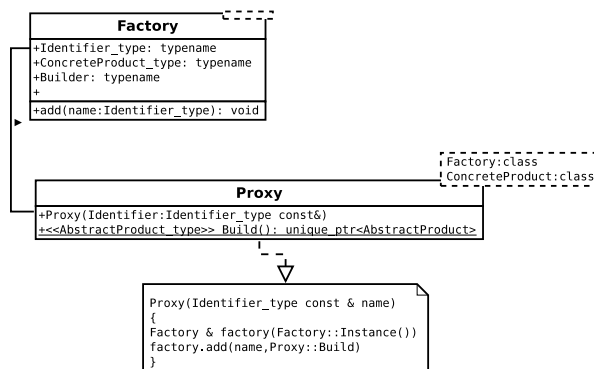 Factory
+Identifier_type: typename
+ConcreteProduct_type: typename
+Builder: typename
+
+add(name:Identifier_type): void
Factory:class
ConcreteProduct:class
Proxy
+Proxy(Identifier:Identifier_type const&)
+<<AbstractProduct_type>> Build(): unique_ptr<AbstractProduct>
Proxy(Identifier_type const & name)
{
Factory & factory(Factory::Instance())
factory.add(name,Proxy::Build)
}